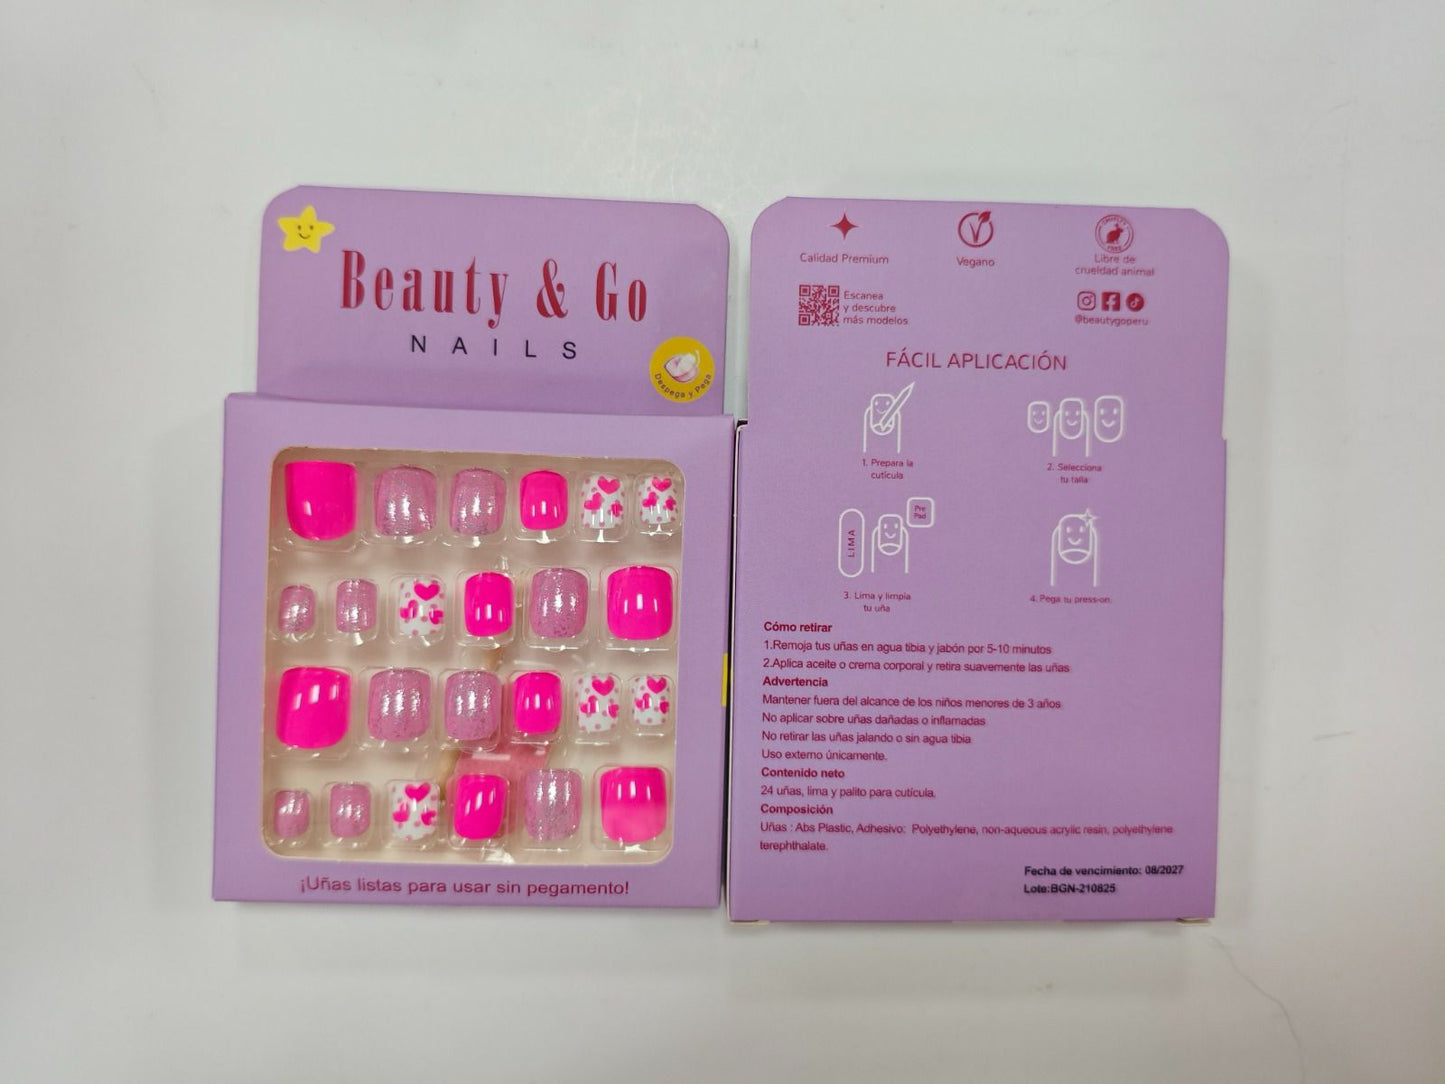 Beauty & Go
NAILS
Despega y Pega
¡Uñas listas para usar sin pegamento!
Calidad Premium
Vegano
CRUELTY
FREE
Libre de
crueldad animal
Escanea
y descubre
más modelos
@beautygoperu
FÁCIL APLICACIÓN
1. Prepara la
cutícula
2. Selecciona
tu talla
LIMA
Pre
Pad
3. Lima y limpia
tu uña
4. Pega tu press-on.
Cómo retirar
1.Remoja tus uñas en agua tibia y jabón por 5-10 minutos
2.Aplica aceite o crema corporal y retira suavemente las uñas
Advertencia
Mantener fuera del alcance de los niños menores de 3 años
No aplicar sobre uñas dañadas o inflamadas
No retirar las uñas jalando o sin agua tibia
Uso externo únicamente.
Contenido neto
24 uñas, lima y palito para cutícula.
Composición
Uñas : Abs Plastic, Adhesivo: Polyethylene, non-aqueous acrylic resin, polyethylene
terephthalate.
Fecha de vencimiento: 08/2027
Lote:BGN-210825